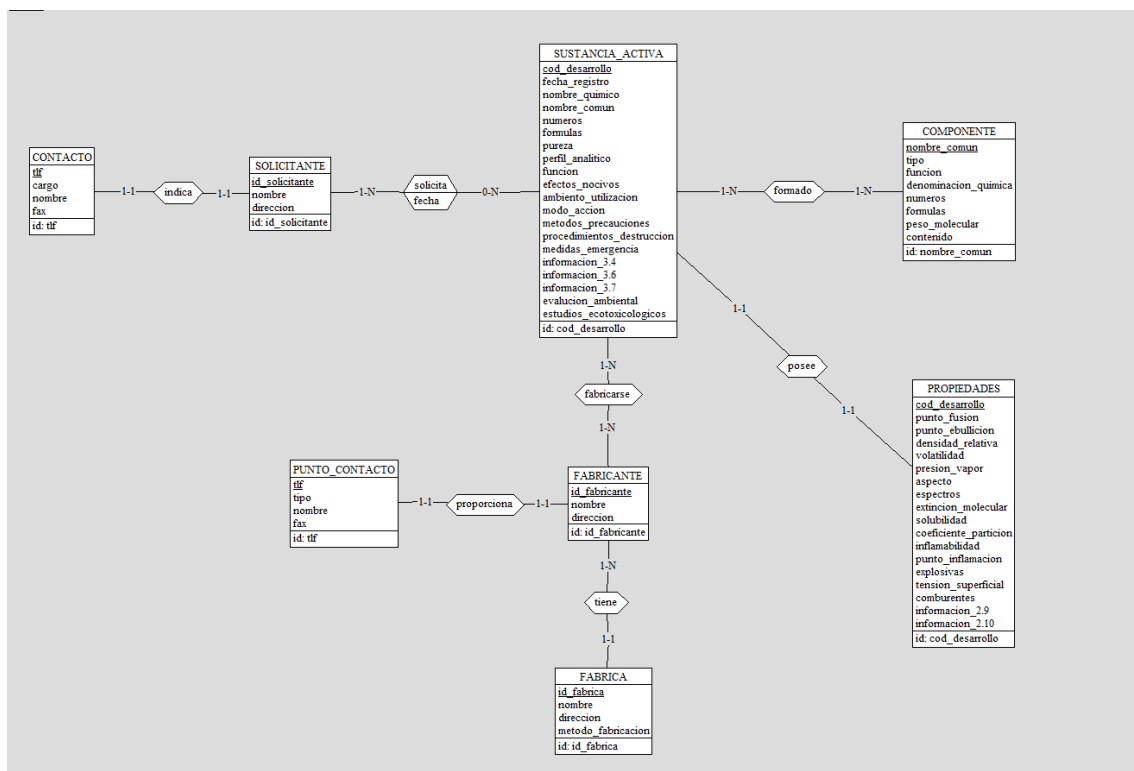 SUSTANCIA_ACTIVA
cod_desarrollo
fecha_registro
nombre_quimico
nombre_comun
numeros
formulas
pureza
perfil_analitico
funcion
efectos_nocivos
ambiento_utilizacion
modo_accion
metodos_precauciones
procedimientos_destruccion
medidas_emergencia
informacion_3.4
informacion_3.6
informacion_3.7
evalucion_ambiental
estudios_ecotoxicologicos
id: cod_desarrollo
CONTACTO
tlf
cargo
nombre
fax
id: tlf
1-1
indica
1-1
SOLICITANTE
id_solicitante
nombre
direccion
id: id_solicitante
1-N
solicita
fecha
0-N
1-N
formado
1-N
COMPONENTE
nombre_comun
tipo
funcion
denominacion_quimica
numeros
formulas
peso_molecular
contenido
id: nombre_comun
1-1
posee
1-1
PROPIEDADES
cod_desarrollo
punto_fusion
punto_ebullicion
densidad_relativa
volatilidad
presion_vapor
aspecto
espectros
extincion_molecular
solubilidad
coeficiente_particion
inflamabilidad
punto_inflamacion
explosivas
tension_superficial
comburentes
informacion_2.9
informacion_2.10
id: cod_desarrollo
1-N
fabricarse
1-N
PUNTO_CONTACTO
tlf
tipo
nombre
fax
id: tlf
1-1
proporciona
1-1
FABRICANTE
id_fabricante
nombre
direccion
id: id_fabricante
1-N
tiene
1-1
FABRICA
id_fabrica
nombre
direccion
metodo_fabricacion
id: id_fabrica